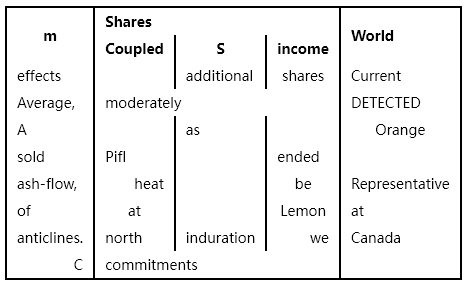 m Shares World
Coupled S income
effects additional shares Current
Average, moderately DETECTED
A as Orange
sold Pifl ended
ash-flow, heat be Representative
of at Lemon at
anticlines. north induration we Canada
C commitments